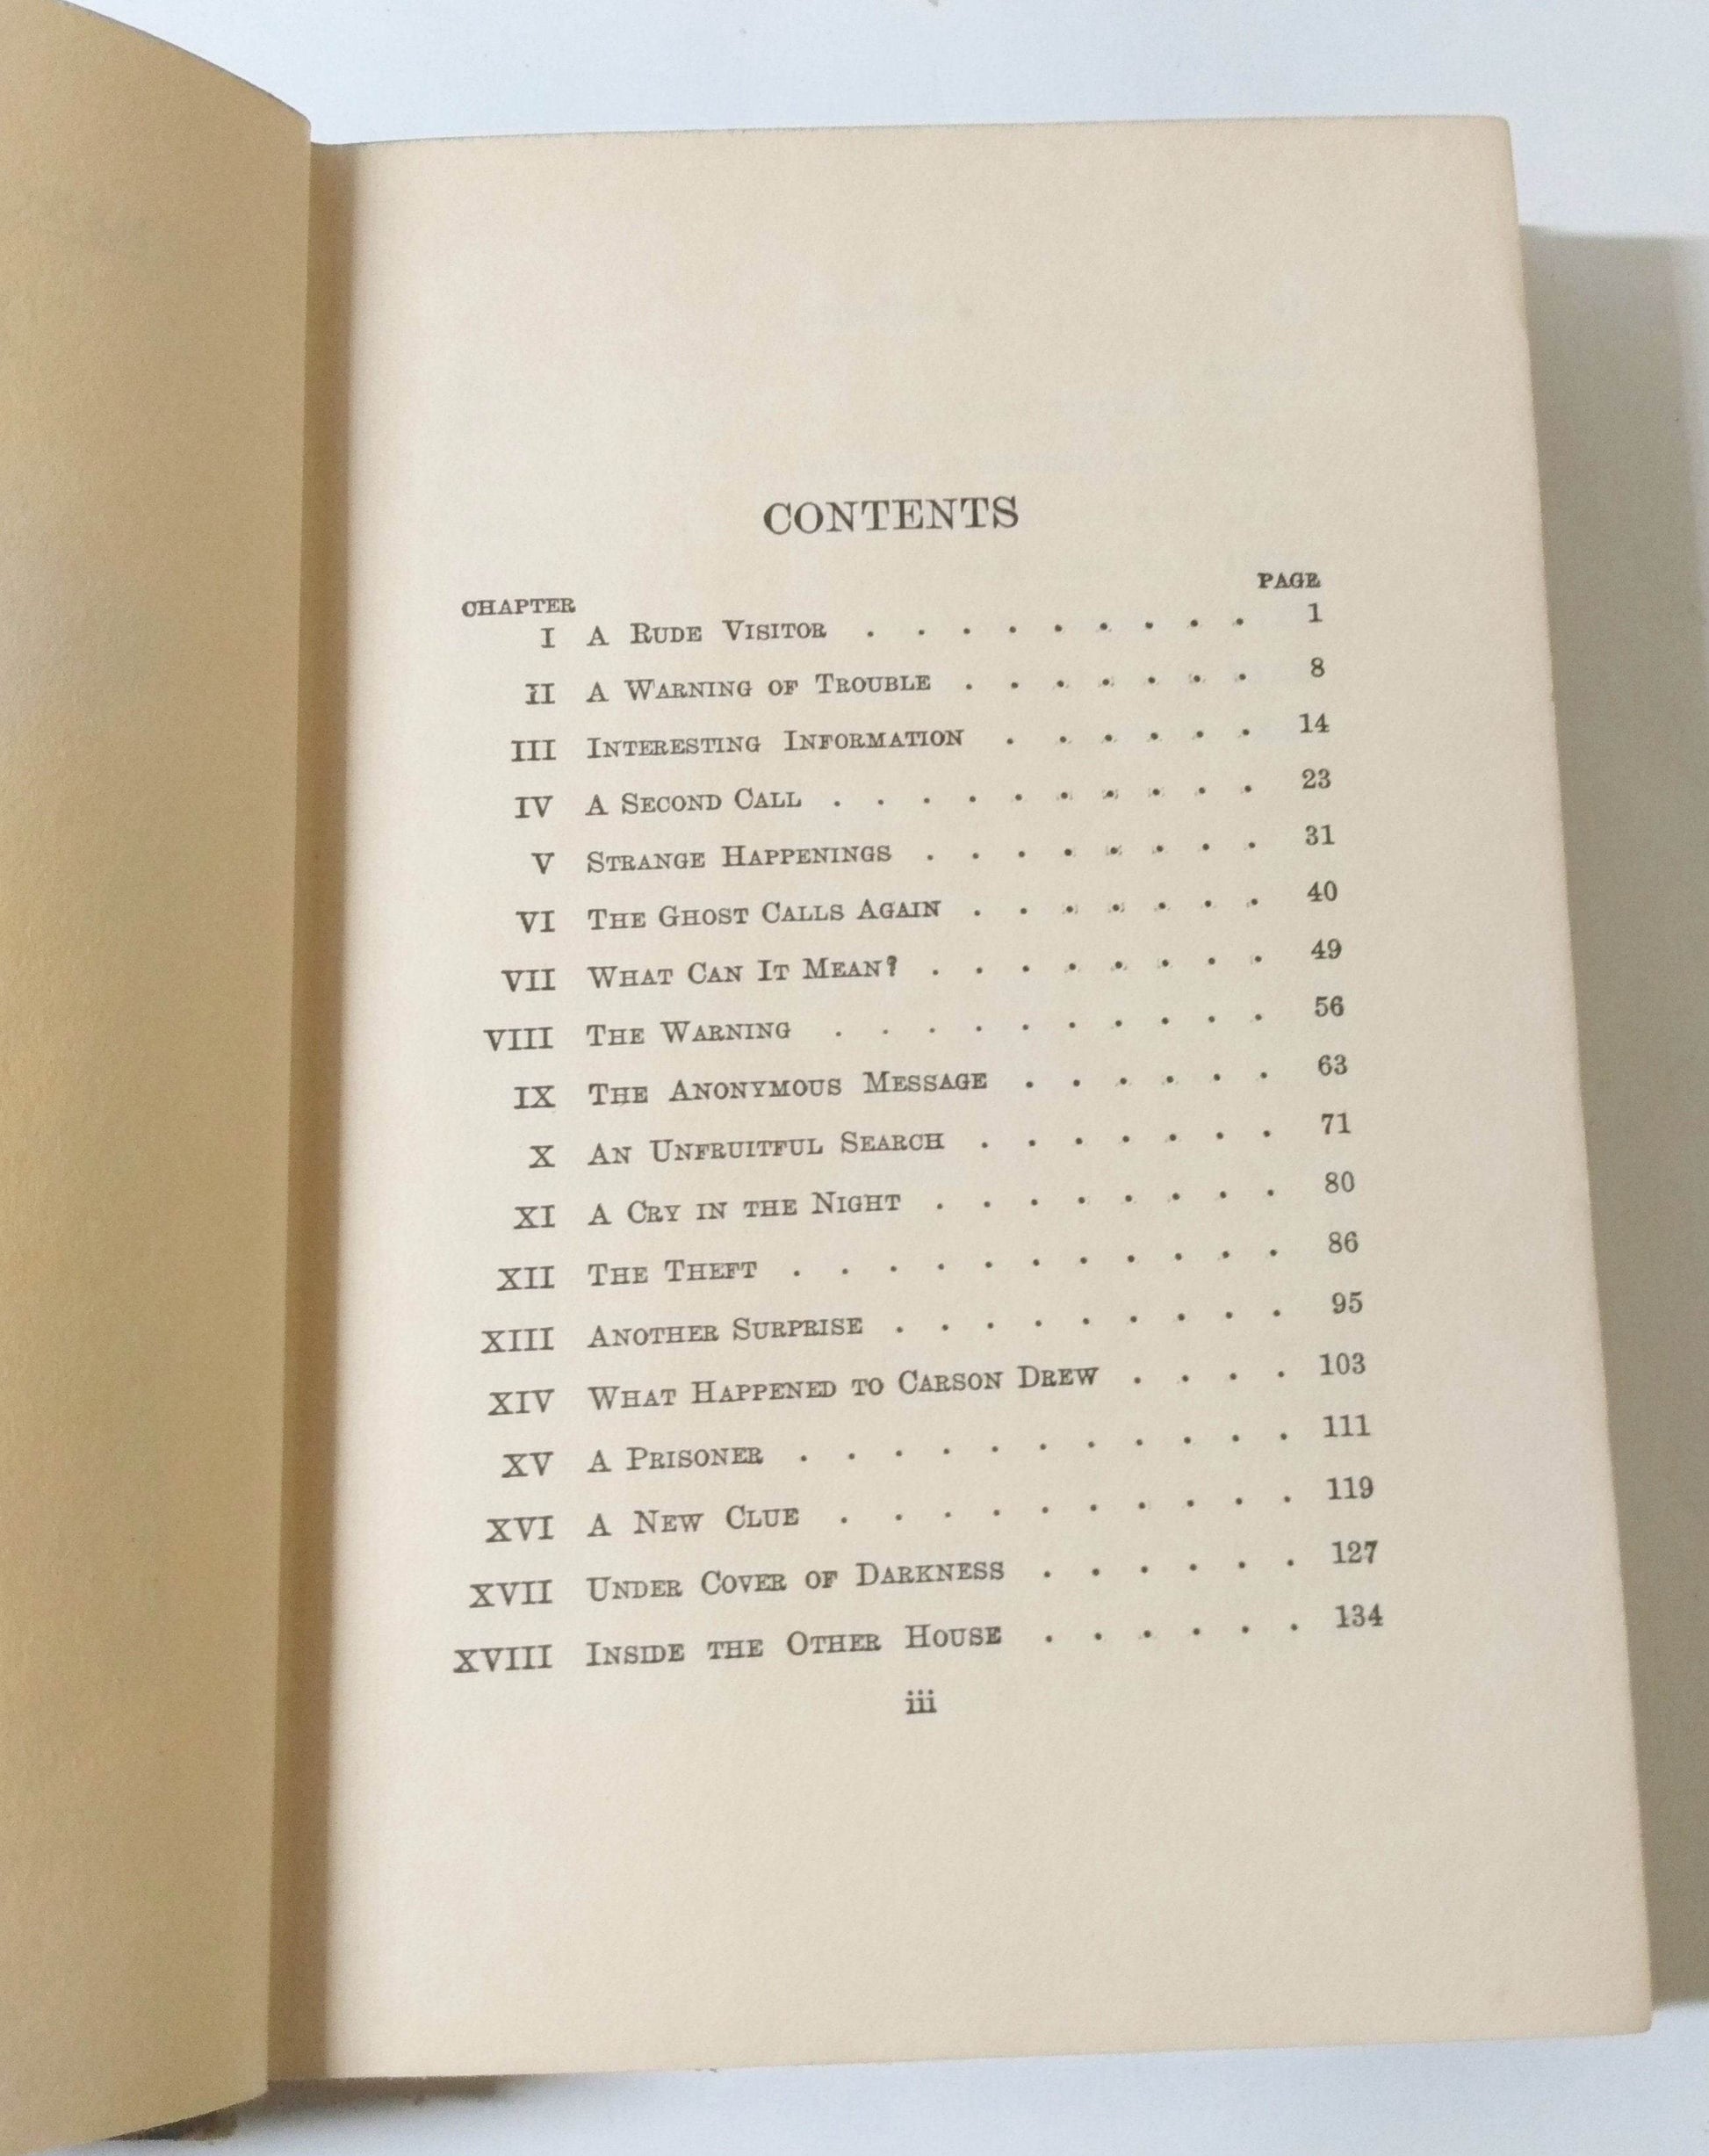 CONTENTS
CHAPTER PAGE
I A RUDE VISITOR . . . . . . . . . 1
II A WARNING OF TROUBLE . . . . . . . 8
III INTERESTING INFORMATION . . . . . . 14
IV A SECOND CALL . . . . . . . . . . 23
V STRANGE HAPPENINGS . . . . . . . . 31
VI THE GHOST CALLS AGAIN . . . . . . . 40
VII WHAT CAN IT MEAN? . . . . . . . . 49
VIII THE WARNING . . . . . . . . . . 56
IX THE ANONYMOUS MESSAGE . . . . . . 63
X AN UNFRUITFUL SEARCH . . . . . . . 71
XI A CRY IN THE NIGHT . . . . . . . . 80
XII THE THEFT . . . . . . . . . . . 86
XIII ANOTHER SURPRISE . . . . . . . . . 95
XIV WHAT HAPPENED TO CARSON DREW . . . . 103
XV A PRISONER . . . . . . . . . . . 111
XVI A NEW CLUE . . . . . . . . . . 119
XVII UNDER COVER OF DARKNESS . . . . . . 127
XVIII INSIDE THE OTHER HOUSE . . . . . . 134
iii